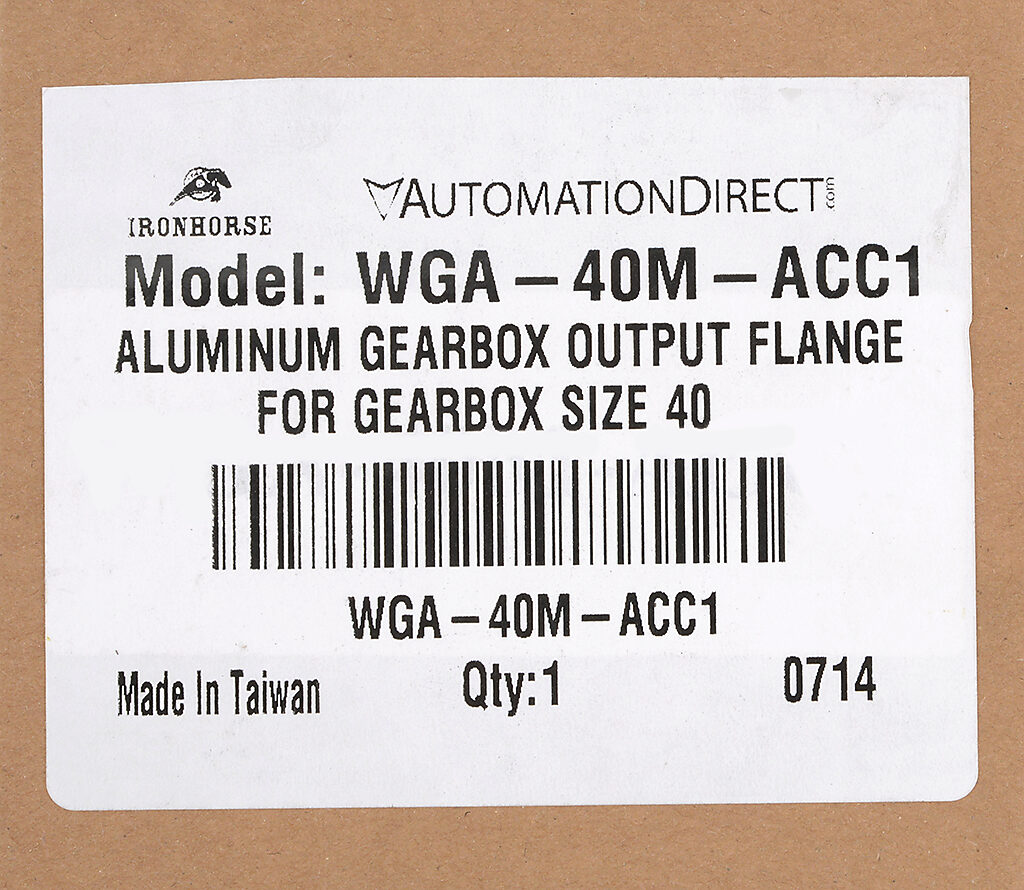 IRONHORSE
AUTOMATIONDIRECT.com
Model: WGA – 40M – ACC1
ALUMINUM GEARBOX OUTPUT FLANGE
FOR GEARBOX SIZE 40
WGA – 40M – ACC1
Made In Taiwan Qty:1 0714